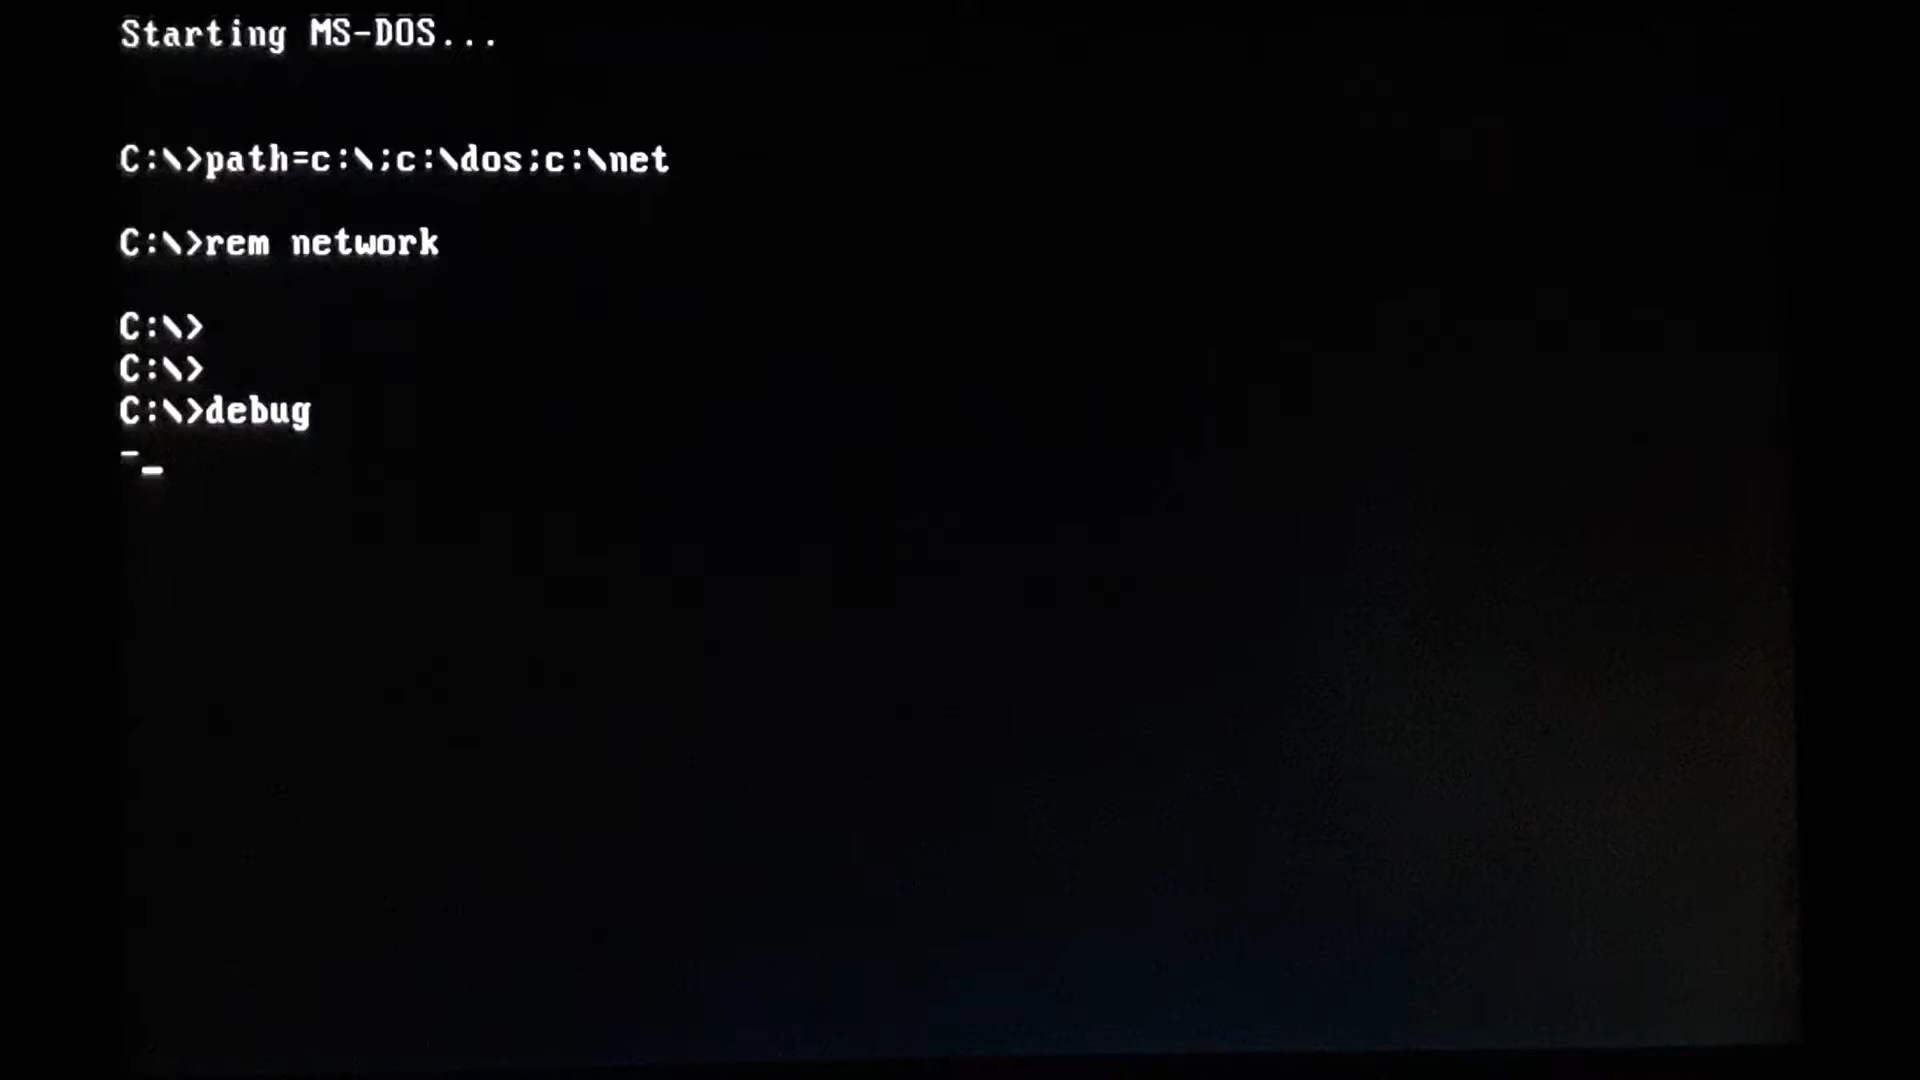 Starting MS-DOS...
C:\>path=c:\;c:\dos;c:\net
C:\>rem network
C:\>
C:\>
C:\>debug
-_